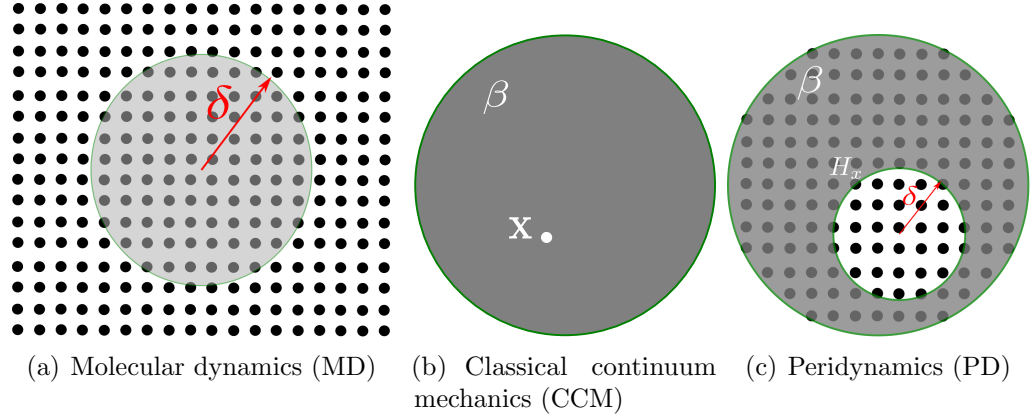 δ
β
x
β
H_x
δ
(a) Molecular dynamics (MD)
(b) Classical continuum
mechanics (CCM)
(c) Peridynamics (PD)